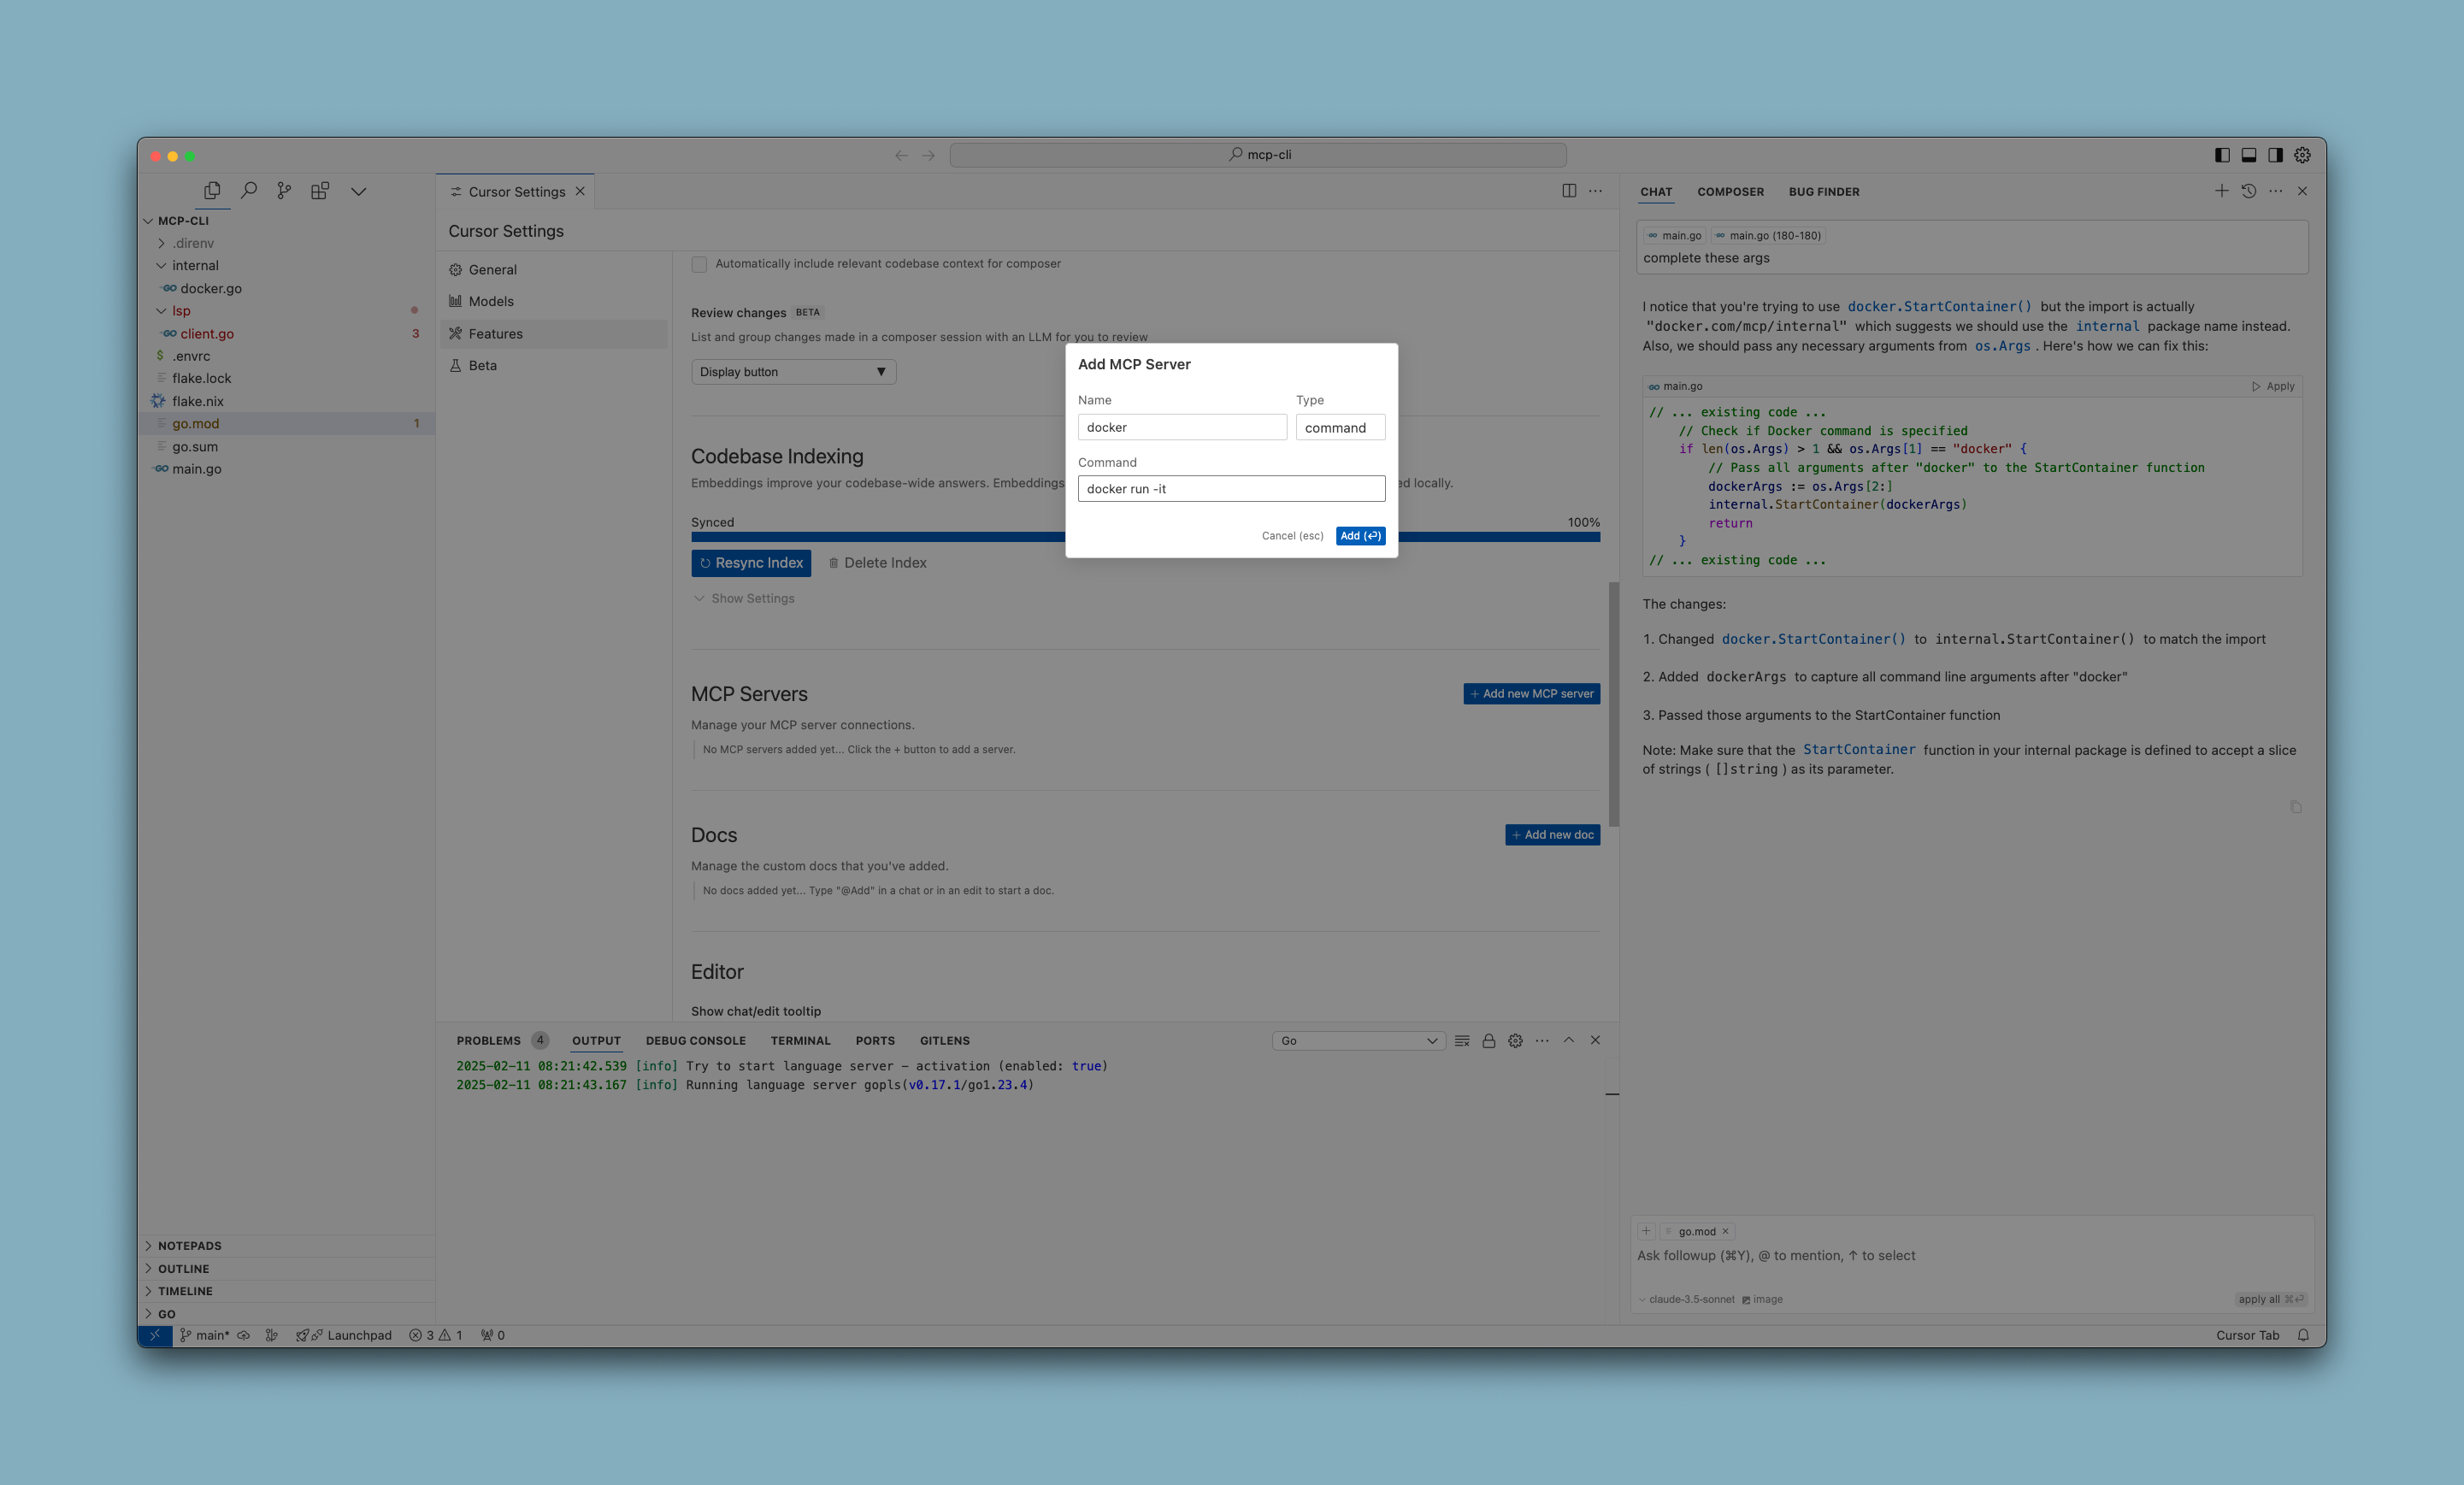 mcp-cli
MCP-CLI
.direnv
internal
docker.go
lsp
client.go 3
$ .envrc
flake.lock
flake.nix
go.mod 1
go.sum
main.go
NOTEPADS
OUTLINE
TIMELINE
GO
Cursor Settings
Cursor Settings
General
Models
Features
Beta
Automatically include relevant codebase context for composer
Review changes BETA
List and group changes made in a composer session with an LLM for you to review
Display button
Codebase Indexing
Embeddings improve your codebase-wide answers. Embeddings
ed locally.
Synced 100%
Resync Index Delete Index
Show Settings
MCP Servers + Add new MCP server
Manage your MCP server connections.
No MCP servers added yet... Click the + button to add a server.
Docs + Add new doc
Manage the custom docs that you've added.
No docs added yet... Type "@Add" in a chat or in an edit to start a doc.
Editor
Show chat/edit tooltip
Add MCP Server
Name Type
docker command
Command
docker run -it
Cancel (esc) Add (⏎)
PROBLEMS 4 OUTPUT DEBUG CONSOLE TERMINAL PORTS GITLENS Go
2025-02-11 08:21:42.539 [info] Try to start language server - activation (enabled: true)
2025-02-11 08:21:43.167 [info] Running language server gopls(v0.17.1/go1.23.4)
CHAT COMPOSER BUG FINDER
main.go main.go (180-180)
complete these args
I notice that you're trying to use docker.StartContainer() but the import is actually
"docker.com/mcp/internal" which suggests we should use the internal package name instead.
Also, we should pass any necessary arguments from os.Args . Here's how we can fix this:
main.go Apply
// ... existing code ...
// Check if Docker command is specified
if len(os.Args) > 1 && os.Args[1] == "docker" {
// Pass all arguments after "docker" to the StartContainer function
dockerArgs := os.Args[2:]
internal.StartContainer(dockerArgs)
return
}
// ... existing code ...
The changes:
1. Changed docker.StartContainer() to internal.StartContainer() to match the import
2. Added dockerArgs to capture all command line arguments after "docker"
3. Passed those arguments to the StartContainer function
Note: Make sure that the StartContainer function in your internal package is defined to accept a slice
of strings ( []string ) as its parameter.
+ go.mod ×
Ask followup (⌘Y), @ to mention, ↑ to select
claude-3.5-sonnet image apply all ⌘⏎
main* Launchpad 3 1 0 Cursor Tab